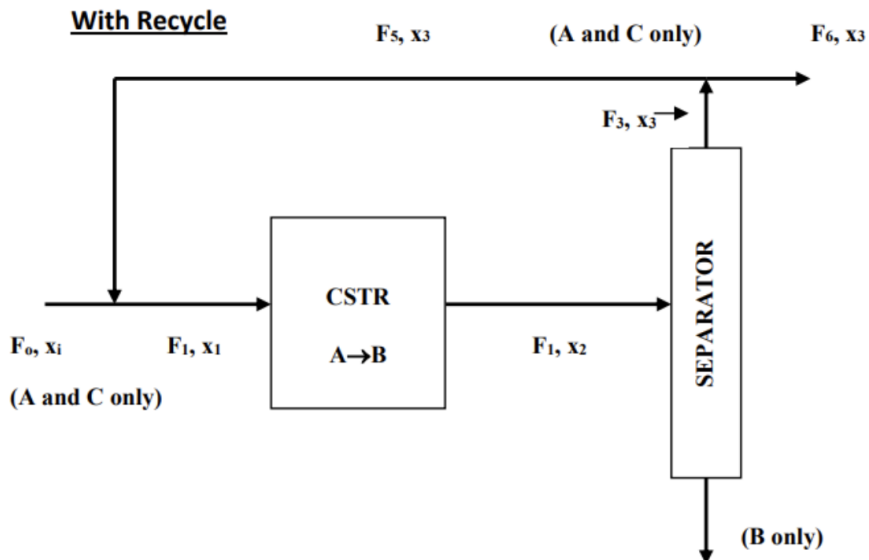 With Recycle
F₅, x₃
(A and C only)
F₆, x₃
F₃, x₃
CSTR
A→B
SEPARATOR
F₀, xᵢ
F₁, x₁
F₁, x₂
(A and C only)
(B only)